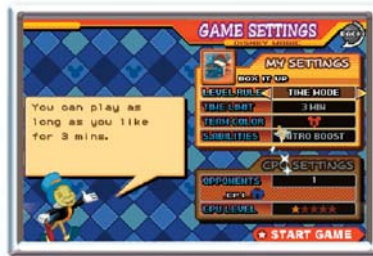 GAME SETTINGS
DISNEY MAGIC
BACK
MY SETTINGS
BOX IT UP
LEVEL RULE TIME MODE
TIME LIMIT 3 MIN
TEAM COLOR
S.ABILITIES NITRO BOOST
You can play as
long as you like
for 3 mins.
CPU SETTINGS
OPPONENTS 1
CP1
CPU LEVEL
START GAME